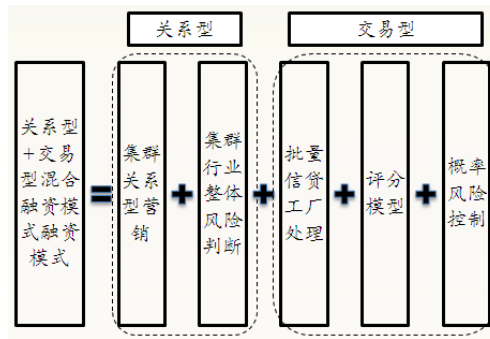 关系型
交易型
关系型
+交易
型混合
融资模
式融资
模式
=
集群
关系
型营
销
+
集群
行业
整体
风险
判断
+
批量
信贷
工厂
处理
+
评分
模型
+
概率
风险
控制